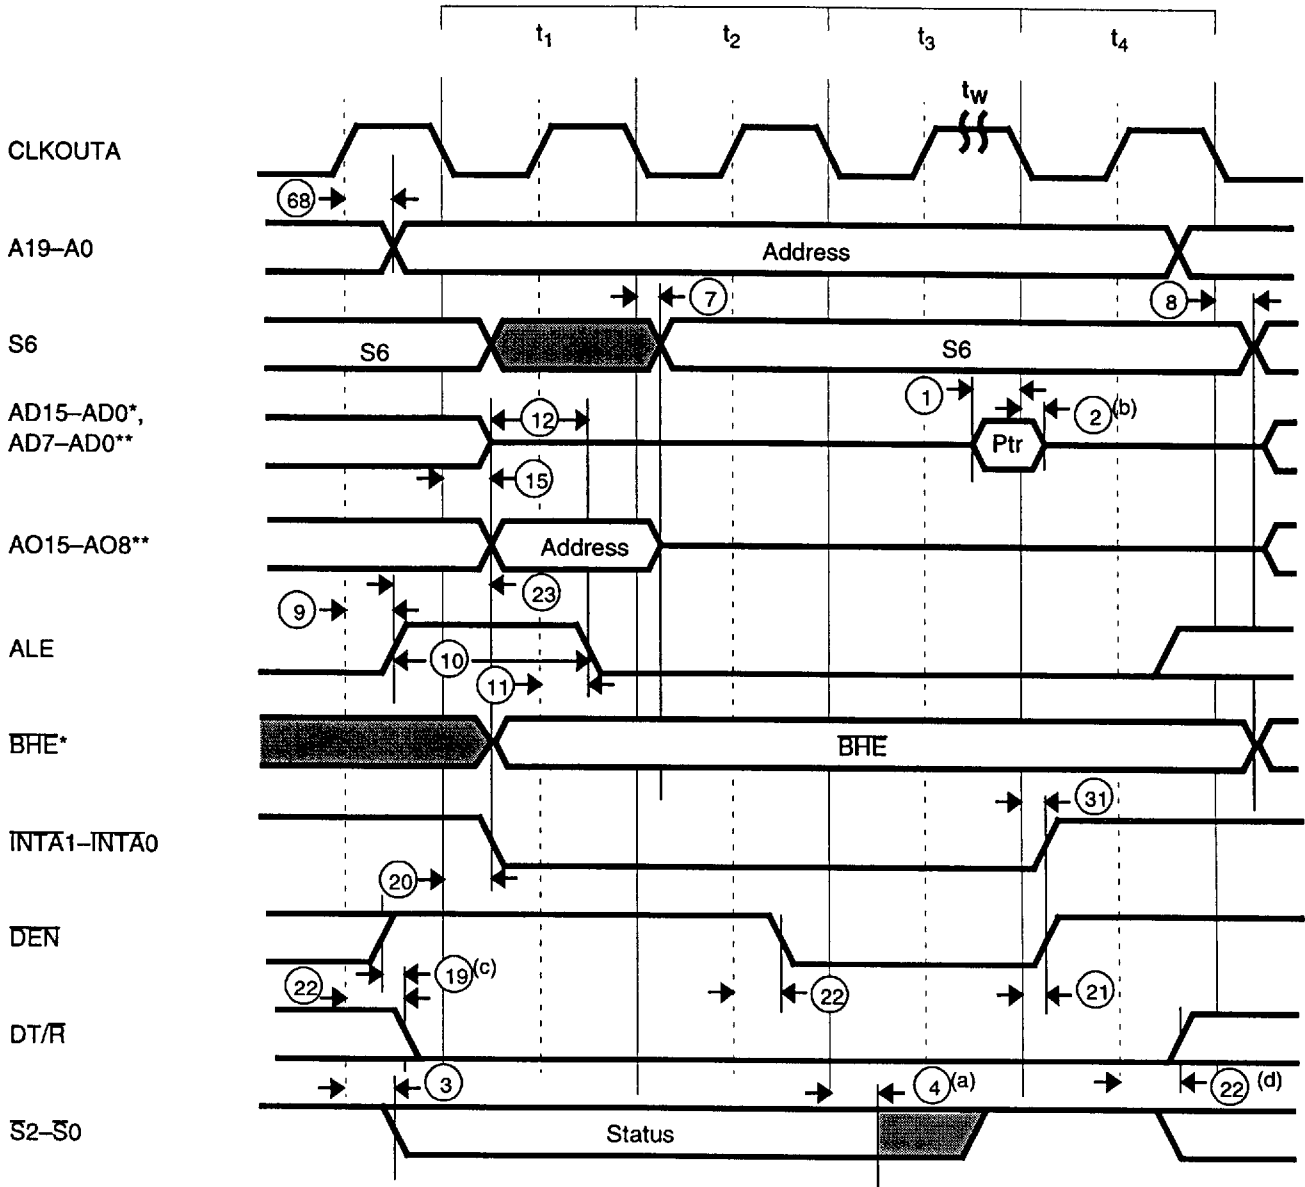 t1 t2 t3 t4
tW
CLKOUTA
68
A19–A0 Address
7 8
S6 S6 S6
1
2(b)
AD15–AD0*,
AD7–AD0**
12
Ptr
15
AO15–AO8** Address
23
9
ALE
10
11
BHE* BHE
31
INTA1–INTA0
20
DEN
19(c)
22 22 21
DT/R
3 4(a) 22(d)
S2–S0 Status